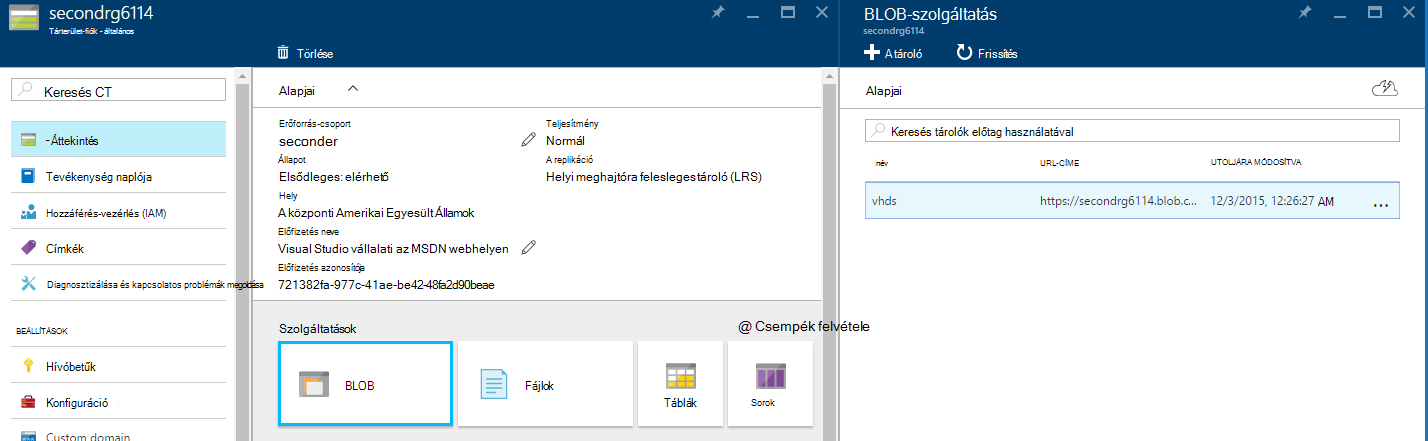 secondrg6114
Tárterület-fiók - általános
Törlése
Keresés CT
-Áttekintés
Tevékenység naplója
Hozzáférés-vezérlés (IAM)
Címkék
Diagnosztizálása és kapcsolatos problémák megoldása
BEÁLLÍTÁSOK
Hívóbetűk
Konfiguráció
Custom domain
Alapjai
Erőforrás-csoport
seconder
Állapot
Elsődleges: elérhető
Hely
A központi Amerikai Egyesült Államok
Előfizetés neve
Visual Studio vállalati az MSDN webhelyen
Előfizetés azonosítója
721382fa-977c-41ae-be42-48fa2d90beae
Teljesítmény
Normál
A replikáció
Helyi meghajtóra felesleges tároló (LRS)
Szolgáltatások
@ Csempék felvétele
BLOB
Fájlok
Táblák
Sorok
BLOB-szolgáltatás
secondrg6114
A tároló Frissítés
Alapjai
Keresés tárolók előtag használatával
név URL-CÍME UTOLJÁRA MÓDOSÍTVA
vhds https://secondrg6114.blob.c... 12/3/2015, 12:26:27 AM ...